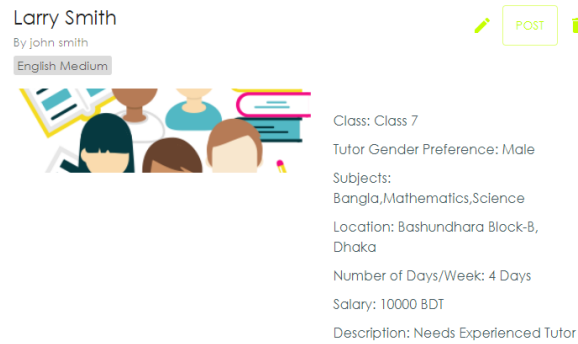 Larry Smith
POST
By john smith
English Medium
Class: Class 7
Tutor Gender Preference: Male
Subjects:
Bangla,Mathematics,Science
Location: Bashundhara Block-B,
Dhaka
Number of Days/Week: 4 Days
Salary: 10000 BDT
Description: Needs Experienced Tutor